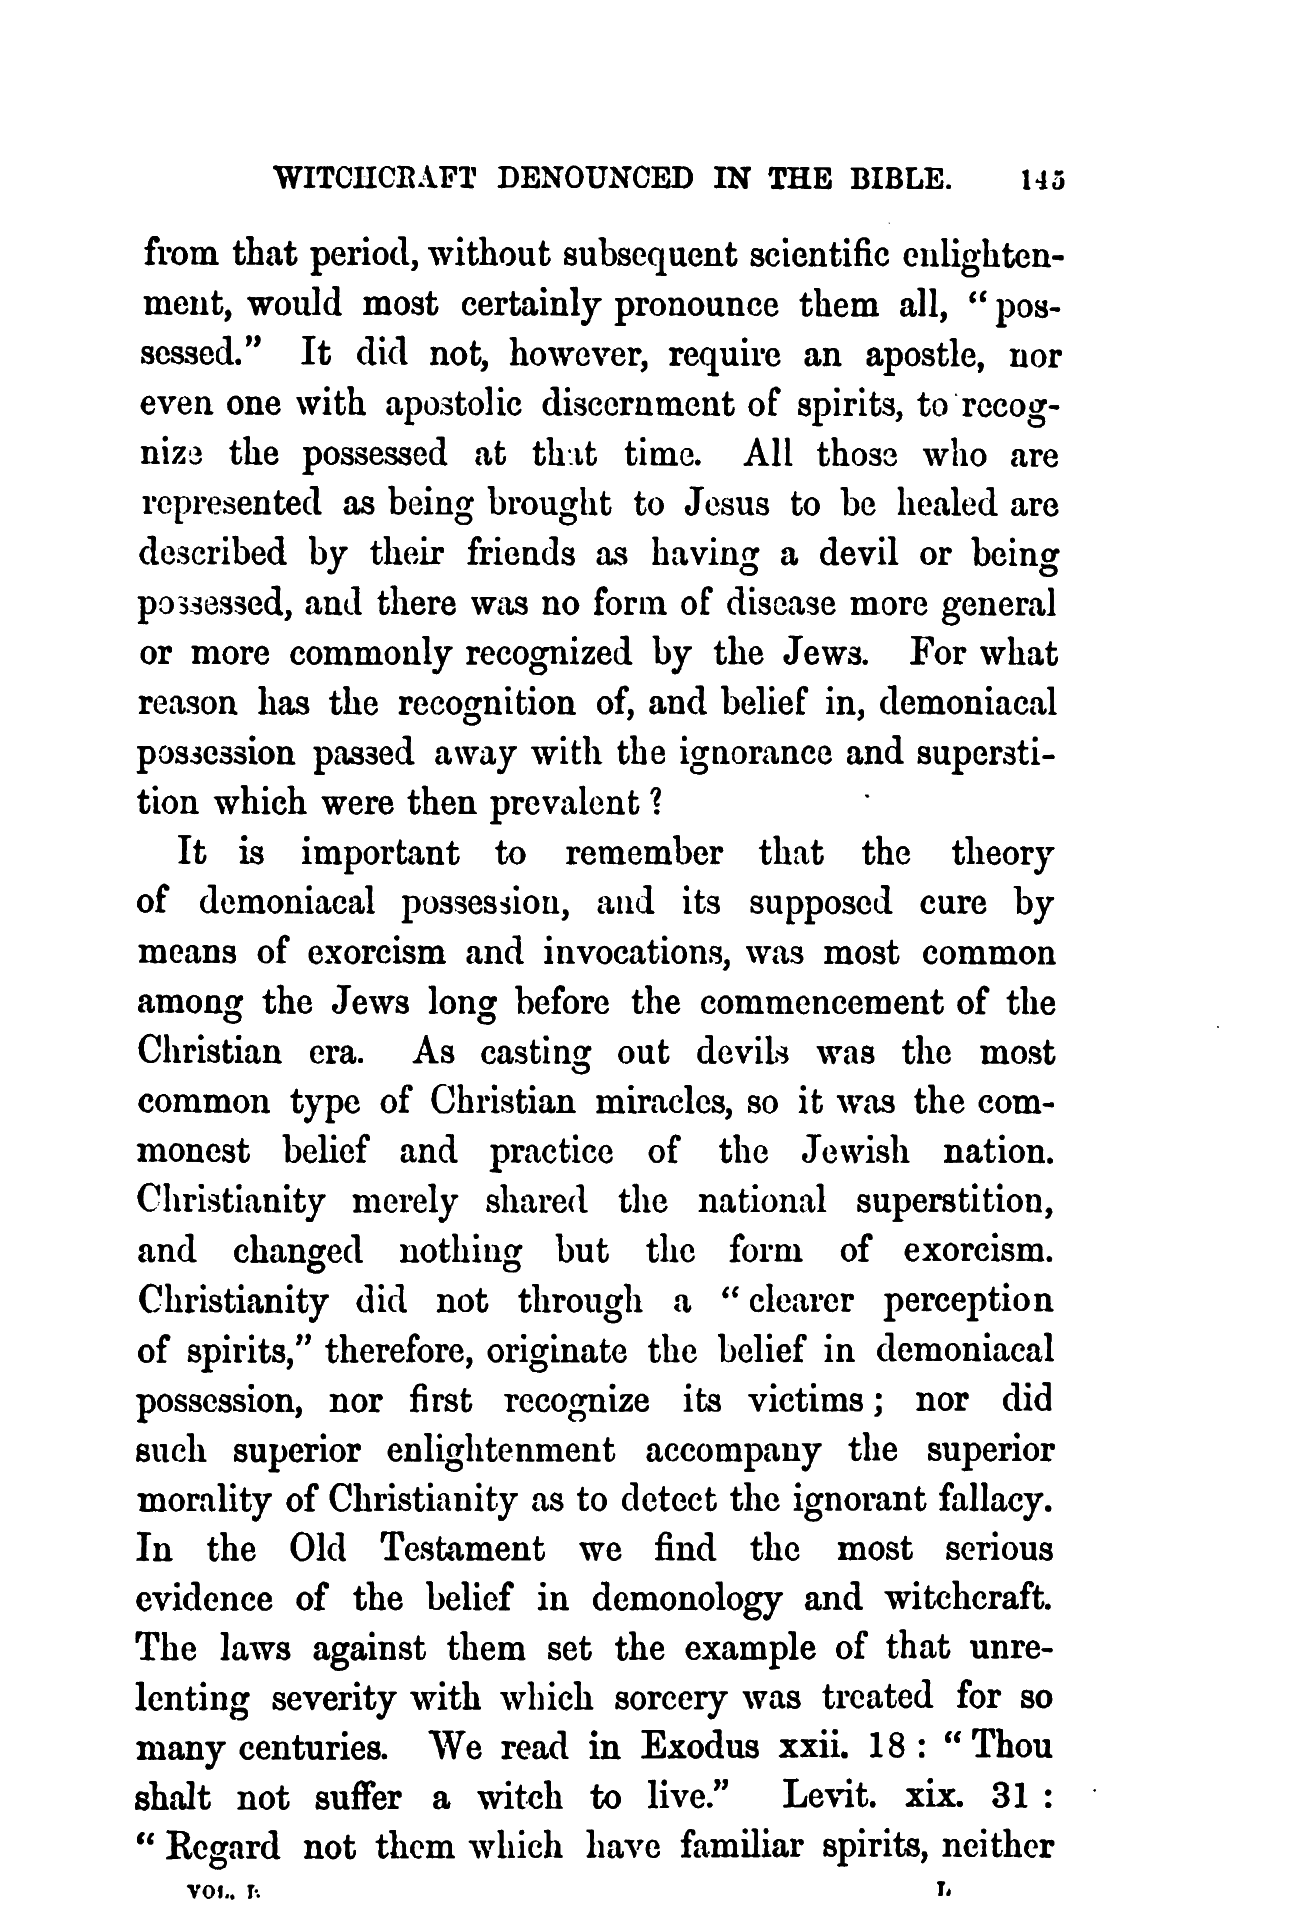 WITCHCRAFT DENOUNCED IN THE BIBLE. 145
from that period, without subsequent scientific enlighten-
ment, would most certainly pronounce them all, “pos-
sessed.” It did not, however, require an apostle, nor
even one with apostolic discernment of spirits, to recog-
nize the possessed at that time. All those who are
represented as being brought to Jesus to be healed are
described by their friends as having a devil or being
possessed, and there was no form of disease more general
or more commonly recognized by the Jews. For what
reason has the recognition of, and belief in, demoniacal
possession passed away with the ignorance and supersti-
tion which were then prevalent?
It is important to remember that the theory
of demoniacal possession, and its supposed cure by
means of exorcism and invocations, was most common
among the Jews long before the commencement of the
Christian era. As casting out devils was the most
common type of Christian miracles, so it was the com-
monest belief and practice of the Jewish nation.
Christianity merely shared the national superstition,
and changed nothing but the form of exorcism.
Christianity did not through a “clearer perception
of spirits,” therefore, originate the belief in demoniacal
possession, nor first recognize its victims; nor did
such superior enlightenment accompany the superior
morality of Christianity as to detect the ignorant fallacy.
In the Old Testament we find the most serious
evidence of the belief in demonology and witchcraft.
The laws against them set the example of that unre-
lenting severity with which sorcery was treated for so
many centuries. We read in Exodus xxii. 18: “Thou
shalt not suffer a witch to live.” Levit. xix. 31:
“Regard not them which have familiar spirits, neither
VOL. I. L